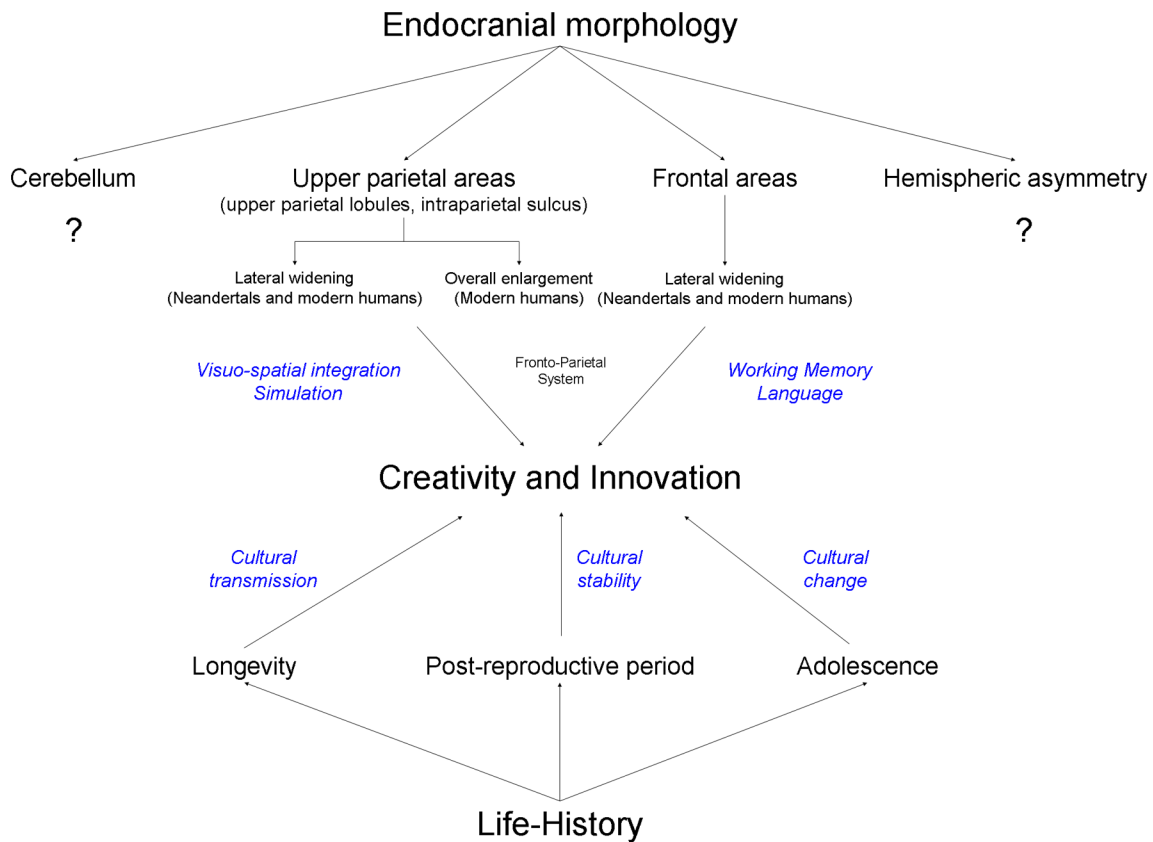 Endocranial morphology
Cerebellum
?
Upper parietal areas
(upper parietal lobules, intraparietal sulcus)
Frontal areas
Hemispheric asymmetry
?
Lateral widening
(Neandertals and modern humans)
Overall enlargement
(Modern humans)
Lateral widening
(Neandertals and modern humans)
Visuo-spatial integration
Simulation
Fronto-Parietal
System
Working Memory
Language
Creativity and Innovation
Cultural
transmission
Cultural
stability
Cultural
change
Longevity
Post-reproductive period
Adolescence
Life-History